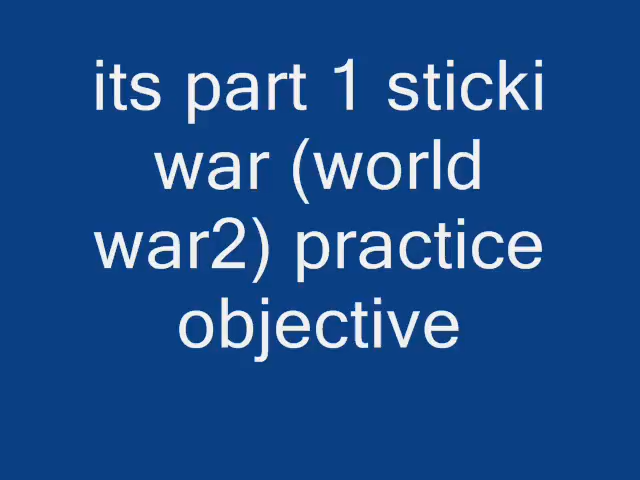 its part 1 sticki
war (world
war2) practice
objective